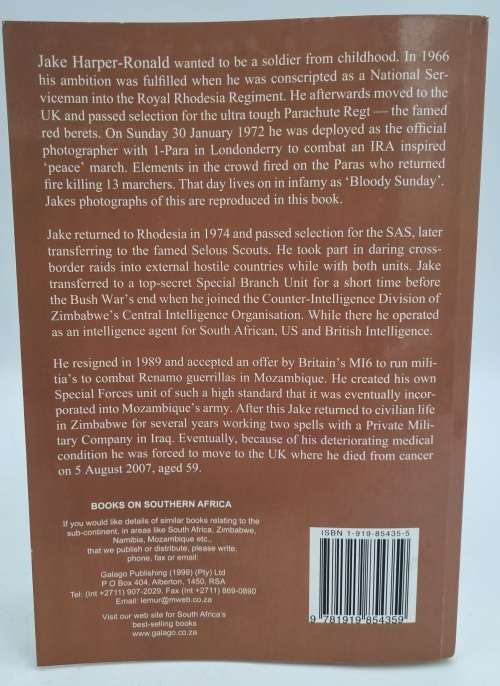 Jake Harper-Ronald wanted to be a soldier from childhood. In 1966
his ambition was fulfilled when he was conscripted as a National Ser-
viceman into the Royal Rhodesia Regiment. He afterwards moved to the
UK and passed selection for the ultra tough Parachute Regt — the famed
red berets. On Sunday 30 January 1972 he was deployed as the official
photographer with 1-Para in Londonderry to combat an IRA inspired
‘peace’ march. Elements in the crowd fired on the Paras who returned
fire killing 13 marchers. That day lives on in infamy as ‘Bloody Sunday’.
Jakes photographs of this are reproduced in this book.
Jake returned to Rhodesia in 1974 and passed selection for the SAS, later
transferring to the famed Selous Scouts. He took part in daring cross-
border raids into external hostile countries while with both units. Jake
transferred to a top-secret Special Branch Unit for a short time before
the Bush War's end when he joined the Counter-Intelligence Division of
Zimbabwe's Central Intelligence Organisation. While there he operated
as an intelligence agent for South African, US and British Intelligence.
He resigned in 1989 and accepted an offer by Britain's MI6 to run mili-
tia's to combat Renamo guerrillas in Mozambique. He created his own
Special Forces unit of such a high standard that it was eventually incor-
porated into Mozambique's army. After this Jake returned to civilian life
in Zimbabwe for several years working two spells with a Private Mili-
tary Company in Iraq. Eventually, because of his deteriorating medical
condition he was forced to move to the UK where he died from cancer
on 5 August 2007, aged 59.
BOOKS ON SOUTHERN AFRICA
If you would like details of similar books relating to the
sub-continent, in areas like South Africa, Zimbabwe,
Namibia, Mozambique etc.,
that we publish or distribute, please write,
phone, fax or email:
Galago Publishing (1999) (Pty) Ltd
P O Box 404, Alberton, 1450, RSA
Tel: (Int +2711) 907-2029. Fax (Int +2711) 869-0890
Email: lemur@mweb.co.za
Visit our web site for South Africa's
best-selling books
www.galago.co.za
ISBN 1-919-85435-5
9 781919 854359